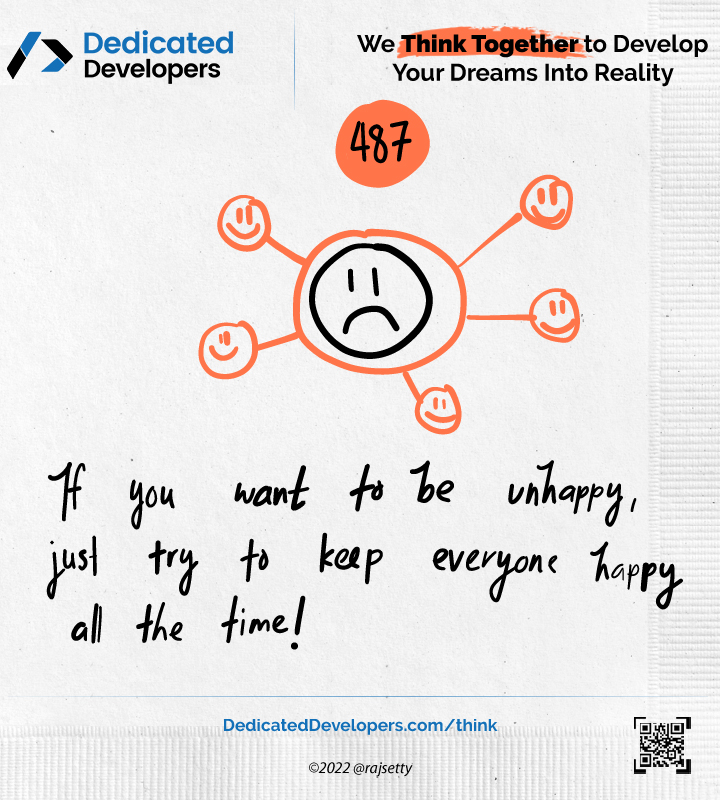 Dedicated
Developers
We Think Together to Develop
Your Dreams Into Reality
487
If you want to be unhappy,
just try to keep everyone happy
all the time!
DedicatedDevelopers.com/think
©2022 @rajsetty